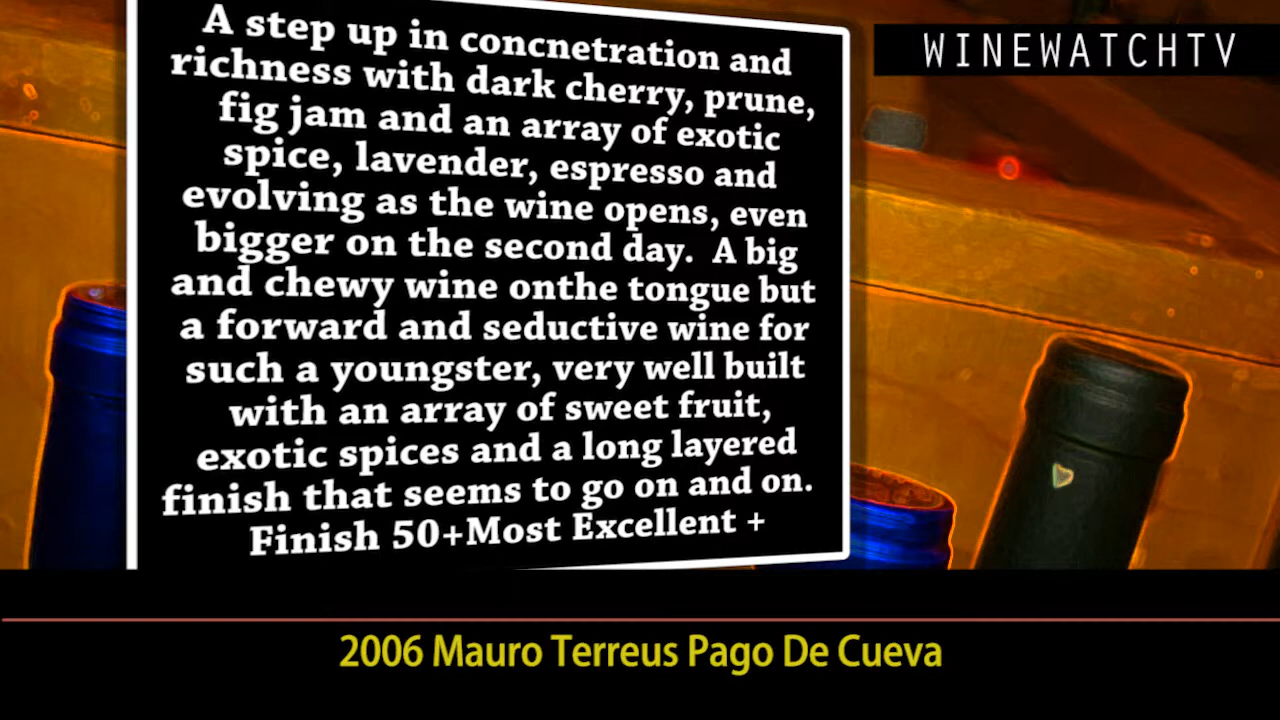 WINEWATCHTV
A step up in concnetration and
richness with dark cherry, prune,
fig jam and an array of exotic
spice, lavender, espresso and
evolving as the wine opens, even
bigger on the second day.  A big
and chewy wine onthe tongue but
a forward and seductive wine for
such a youngster, very well built
with an array of sweet fruit,
exotic spices and a long layered
finish that seems to go on and on.
Finish 50+Most Excellent +
2006 Mauro Terreus Pago De Cueva